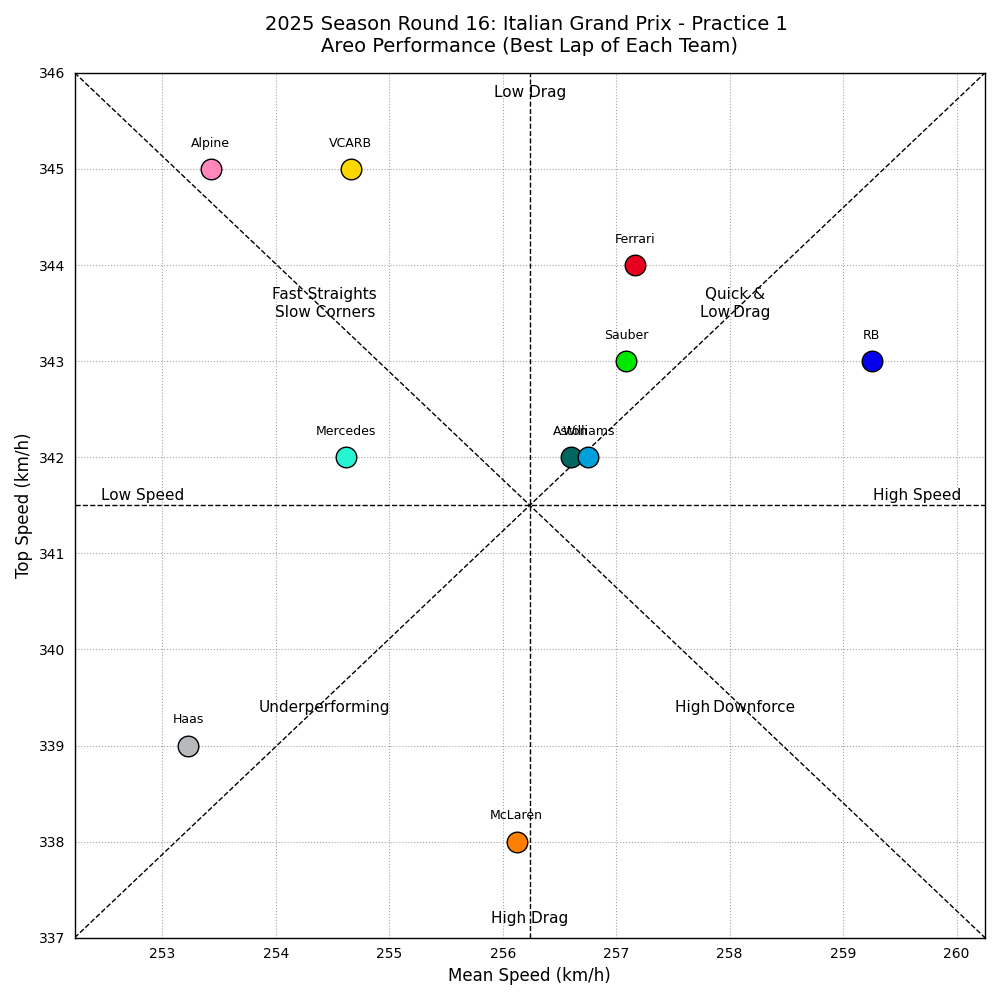 2025 Season Round 16: Italian Grand Prix - Practice 1
Areo Performance (Best Lap of Each Team)
346
Low Drag
Alpine
VCARB
345
Ferrari
344
Fast Straights
Slow Corners
Quick &
Low Drag
Sauber
RB
343
Mercedes
Aston
Williams
342
Low Speed
High Speed
341
340
Underperforming
High Downforce
Haas
339
McLaren
338
High Drag
337
Top Speed (km/h)
253 254 255 256 257 258 259 260
Mean Speed (km/h)